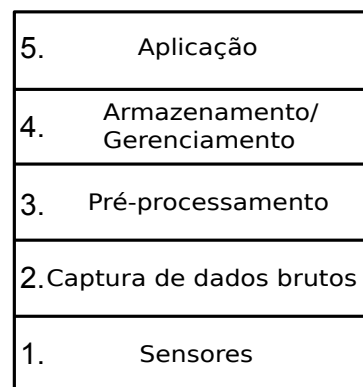 5. Aplicação
4. Armazenamento/
Gerenciamento
3. Pré-processamento
2. Captura de dados brutos
1. Sensores